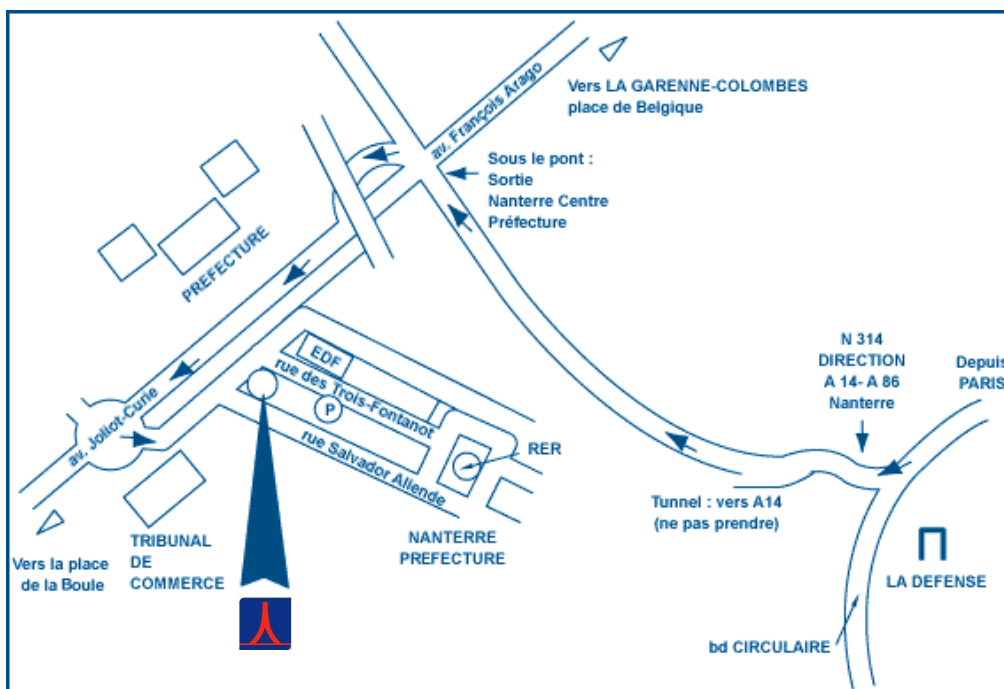 av. François Arago
Vers LA GARENNE-COLOMBES
place de Belgique
Sous le pont :
Sortie
Nanterre Centre
Préfecture
PREFECTURE
N 314
DIRECTION
A 14- A 86
Nanterre
Depuis
PARIS
EDF
rue des Trois-Fontanot
P
rue Salvador Allende
RER
av. Joliot-Curie
Tunnel : vers A14
(ne pas prendre)
NANTERRE
PREFECTURE
TRIBUNAL
DE
COMMERCE
Vers la place
de la Boule
LA DEFENSE
bd CIRCULAIRE